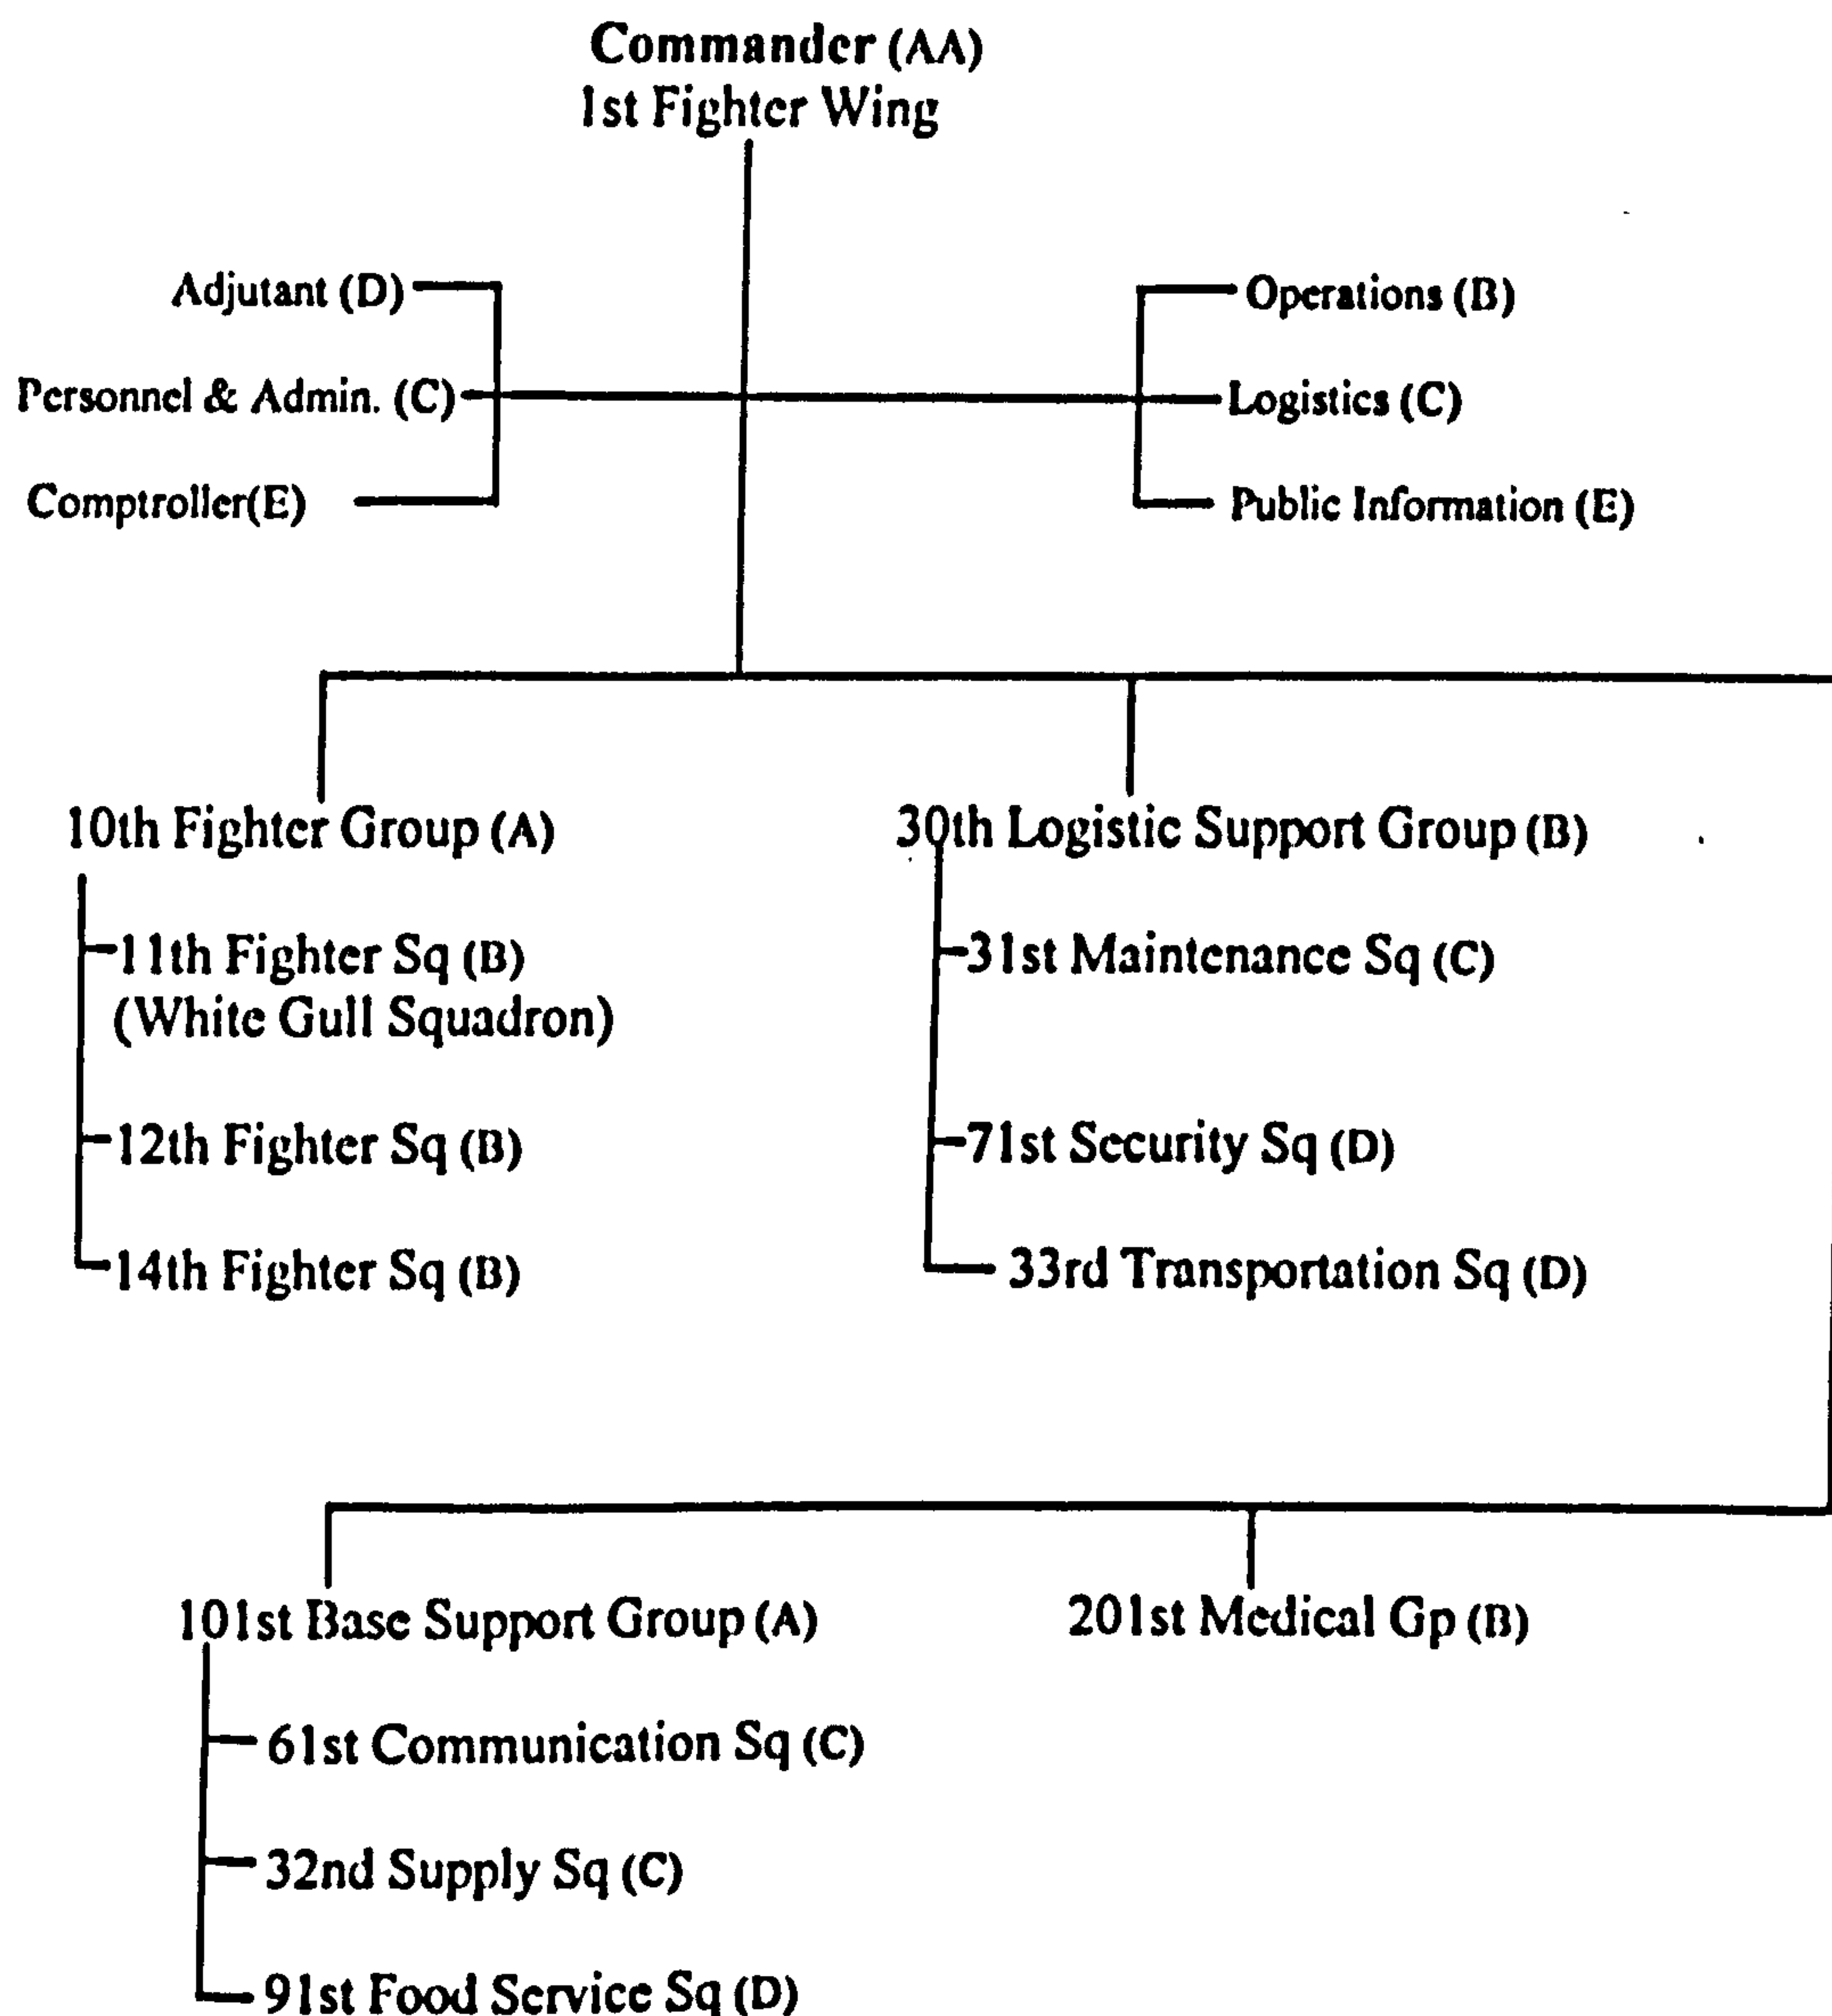 Commander (AA)
1st Fighter Wing
Adjutant (D)
Operations (B)
Personnel & Admin. (C)
Logistics (C)
Comptroller(E)
Public Information (E)
10th Fighter Group (A)
30th Logistic Support Group (B)
11th Fighter Sq (B)
(White Gull Squadron)
31st Maintenance Sq (C)
12th Fighter Sq (B)
71st Security Sq (D)
14th Fighter Sq (B)
33rd Transportation Sq (D)
101st Base Support Group (A)
201st Medical Gp (B)
61st Communication Sq (C)
32nd Supply Sq (C)
91st Food Service Sq (D)